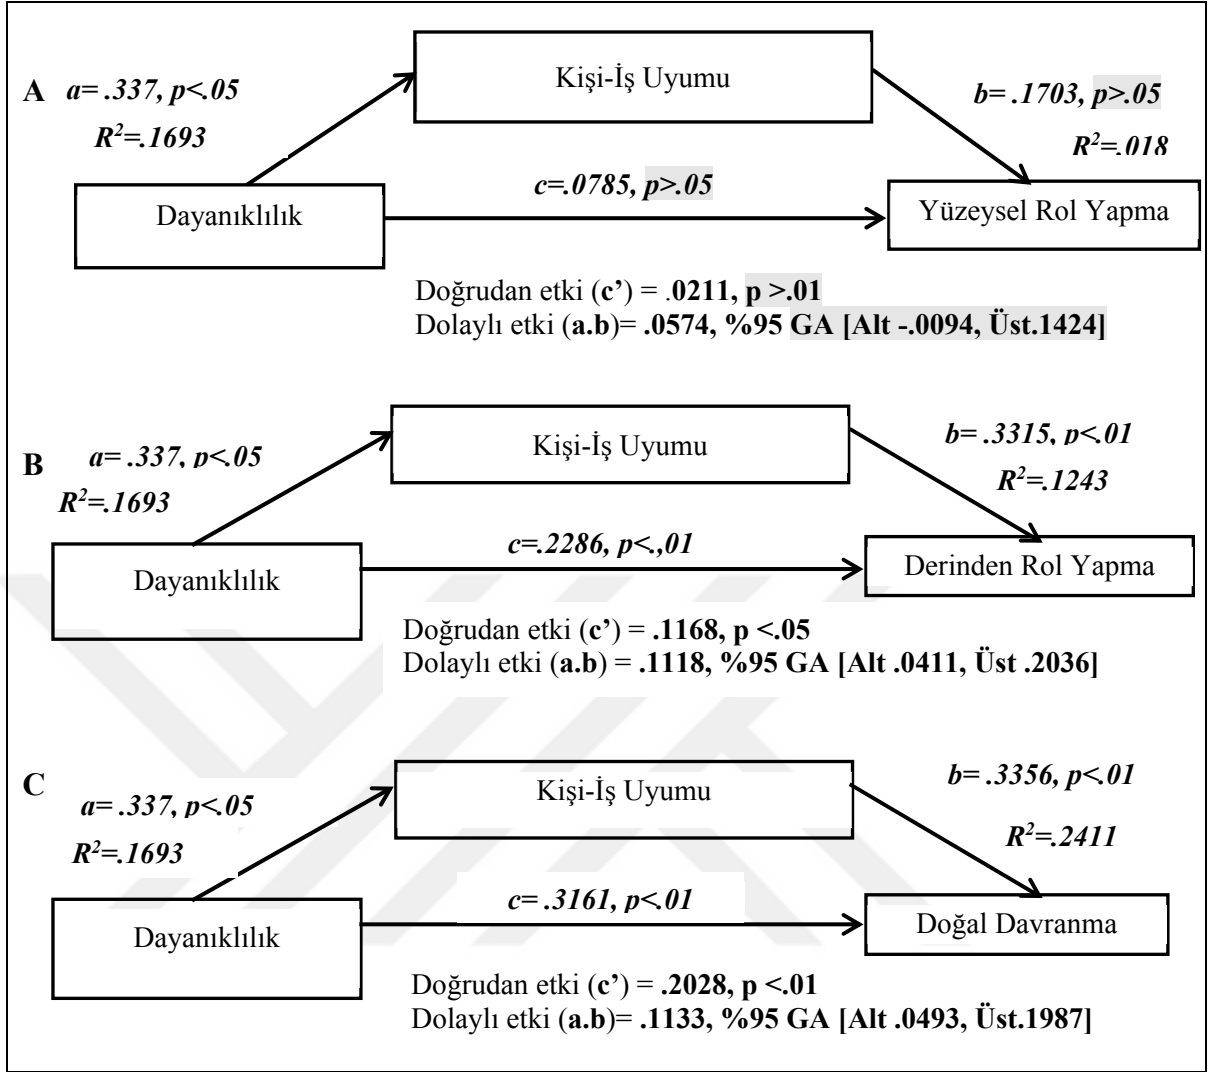 Kişi-İş Uyumu
A a= .337, p<.05
b= .1703, p>.05
R²=.1693
R²=.018
c=.0785, p>.05
Dayanıklılık
Yüzeysel Rol Yapma
Doğrudan etki (c’) = .0211, p >.01
Dolaylı etki (a.b)= .0574, %95 GA [Alt -.0094, Üst.1424]
Kişi-İş Uyumu
b= .3315, p<.01
B a= .337, p<.05
R²=.1243
R²=.1693
c=.2286, p<,01
Dayanıklılık
Derinden Rol Yapma
Doğrudan etki (c’) = .1168, p <.05
Dolaylı etki (a.b) = .1118, %95 GA [Alt .0411, Üst .2036]
Kişi-İş Uyumu
b= .3356, p<.01
C a= .337, p<.05
R²=.2411
R²=.1693
c= .3161, p<.01
Dayanıklılık
Doğal Davranma
Doğrudan etki (c’) = .2028, p <.01
Dolaylı etki (a.b)= .1133, %95 GA [Alt .0493, Üst.1987]